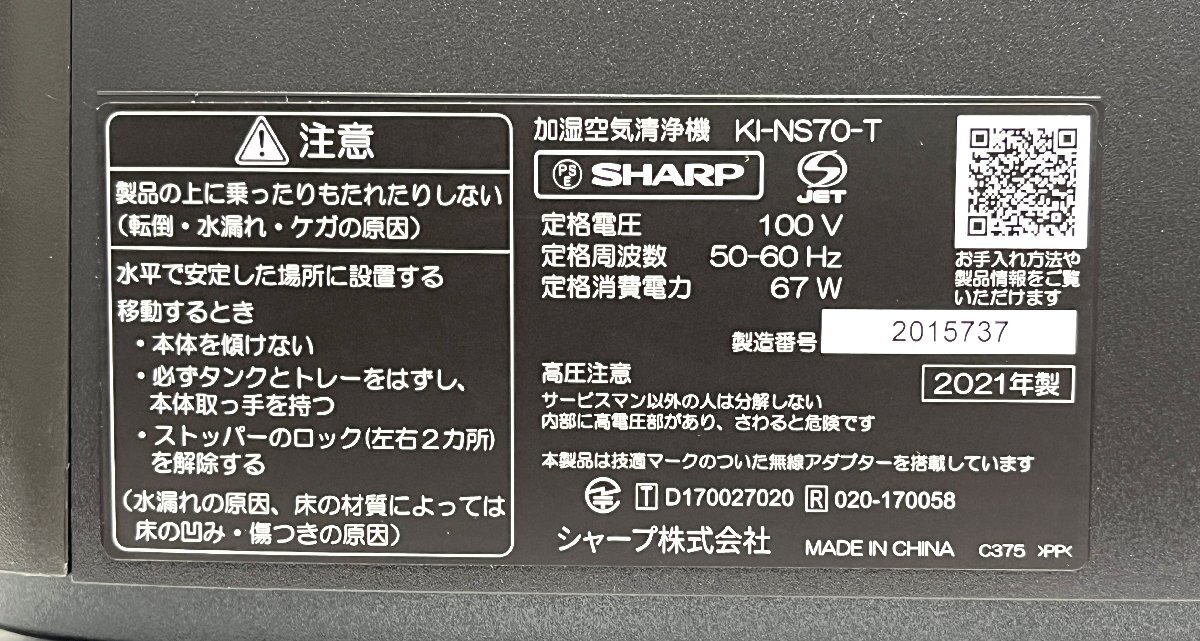 注意
製品の上に乗ったりもたれたりしない
（転倒・水漏れ・ケガの原因）
水平で安定した場所に設置する
移動するとき
・本体を傾けない
・必ずタンクとトレーをはずし、
本体取っ手を持つ
・ストッパーのロック(左右２カ所)
を解除する
（水漏れの原因、床の材質によっては
床の凹み・傷つきの原因）
加湿空気清浄機 KI-NS70-T
PSE SHARP JET
定格電圧 100 V
定格周波数 50-60 Hz
定格消費電力 67 W
お手入れ方法や
製品情報をご覧
いただけます
製造番号 2015737
2021年製
高圧注意
サービスマン以外の人は分解しない
内部に高電圧部があり、さわると危険です
本製品は技適マークのついた無線アダプターを搭載しています
T D170027020 R 020-170058
シャープ株式会社 MADE IN CHINA C375 >PP<